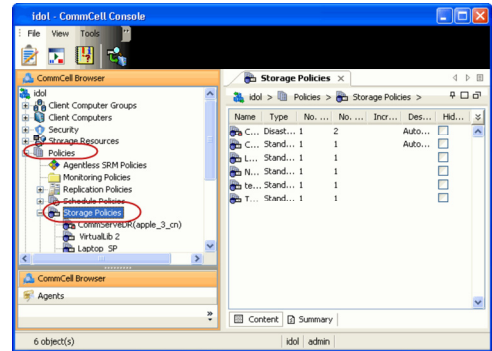 idol - CommCell Console
File View Tools
CommCell Browser
idol
Client Computer Groups
Client Computers
Security
Storage Resources
Policies
Agentless SRM Policies
Monitoring Policies
Replication Policies
Schedule Policies
Storage Policies
CommServeDR(apple_3_cn)
VirtualLib 2
Laptop SP
CommCell Browser
Agents
Storage Policies
idol > Policies > Storage Policies >
Name Type No. ... No. ... Incr... Des... Hid...
C... Disast... 1 2 Auto...
C... Stand... 1 1 Auto...
L... Stand... 1 1
N... Stand... 1 1
te... Stand... 1 1
T... Stand... 1 1
Content Summary
6 object(s) idol admin